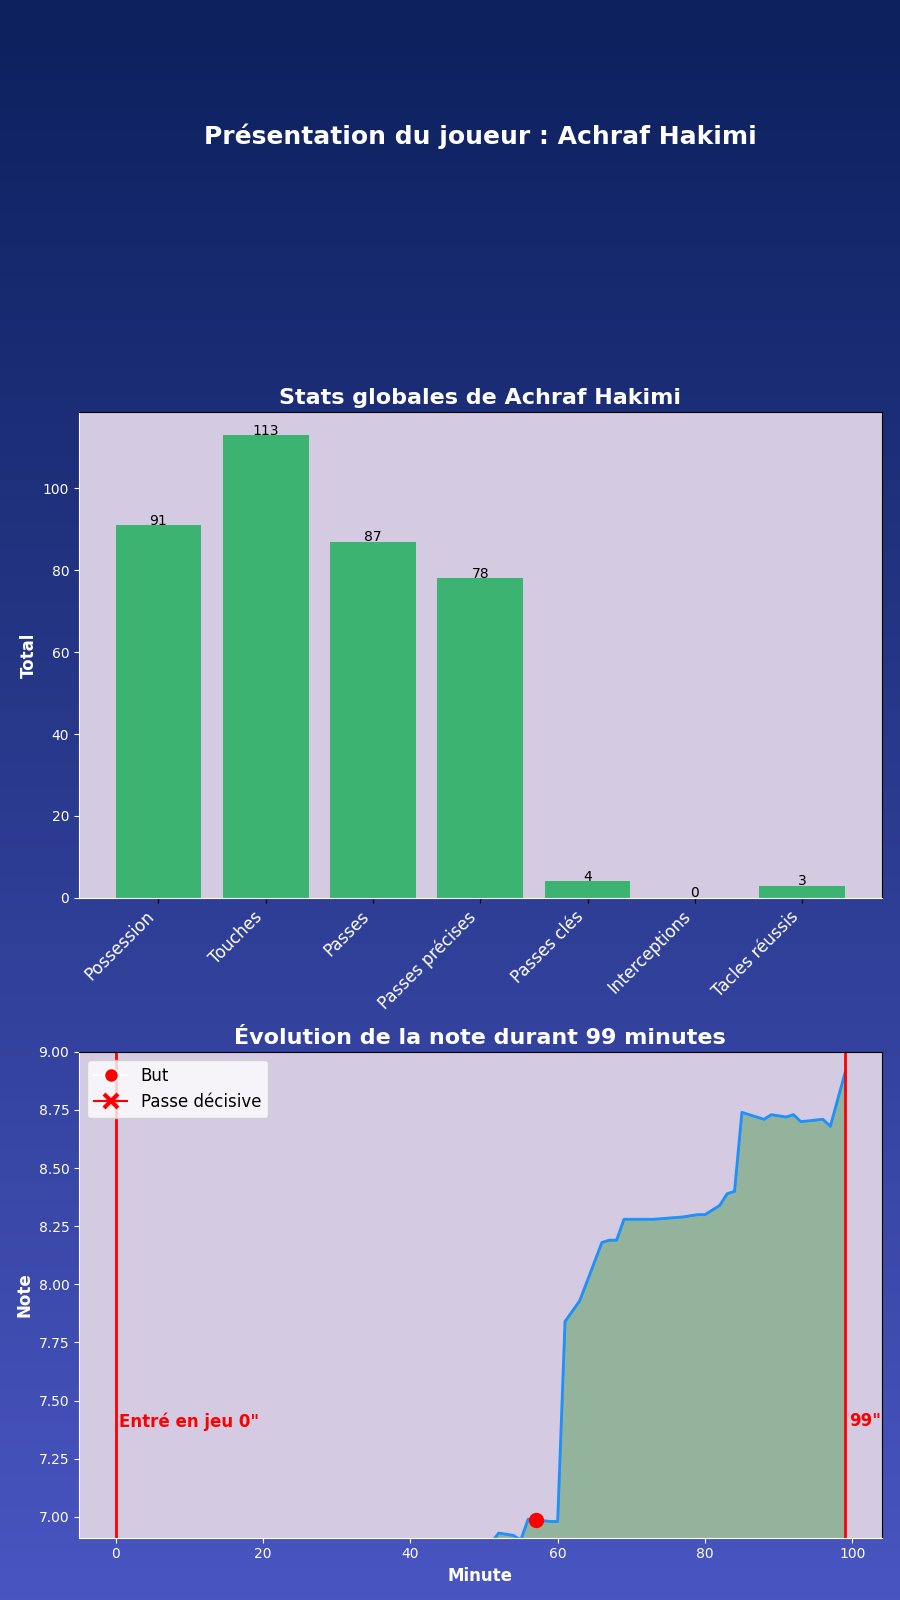 Présentation du joueur : Achraf Hakimi
Stats globales de Achraf Hakimi
Total
100
80
60
40
20
0
91
113
87
78
4
0
3
Possession
Touches
Passes
Passes précises
Passes clés
Interceptions
Tacles réussis
Évolution de la note durant 99 minutes
Note
9.00
8.75
8.50
8.25
8.00
7.75
7.50
7.25
7.00
But
Passe décisive
Entré en jeu 0"
99"
0
20
40
60
80
100
Minute